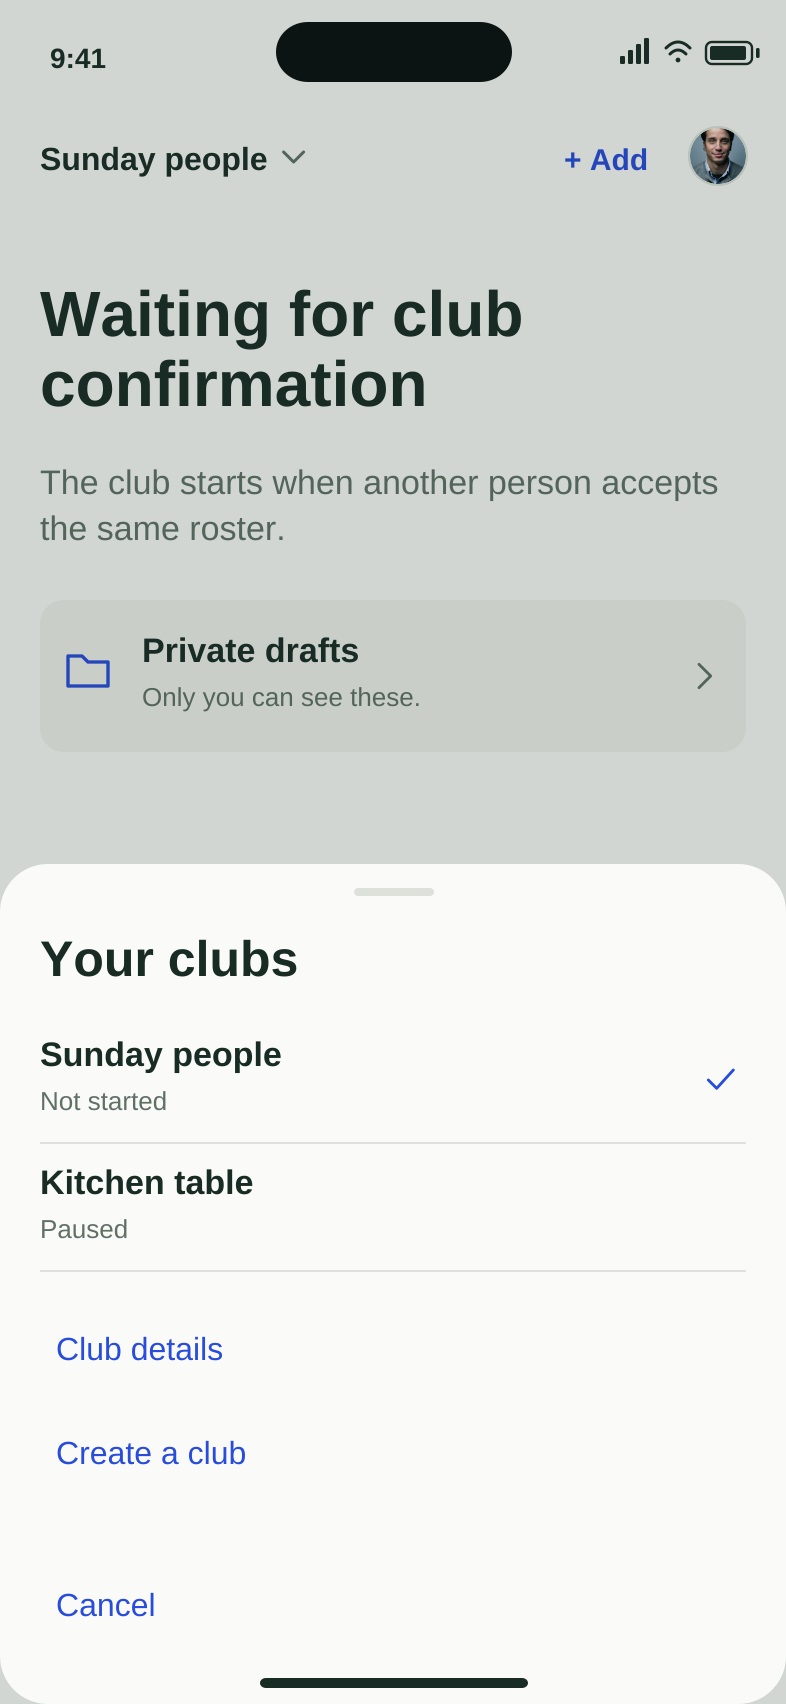 9:41
Sunday people
+ Add
Waiting for club
confirmation
The club starts when another person accepts
the same roster.
Private drafts
Only you can see these.
Your clubs
Sunday people
Not started
Kitchen table
Paused
Club details
Create a club
Cancel